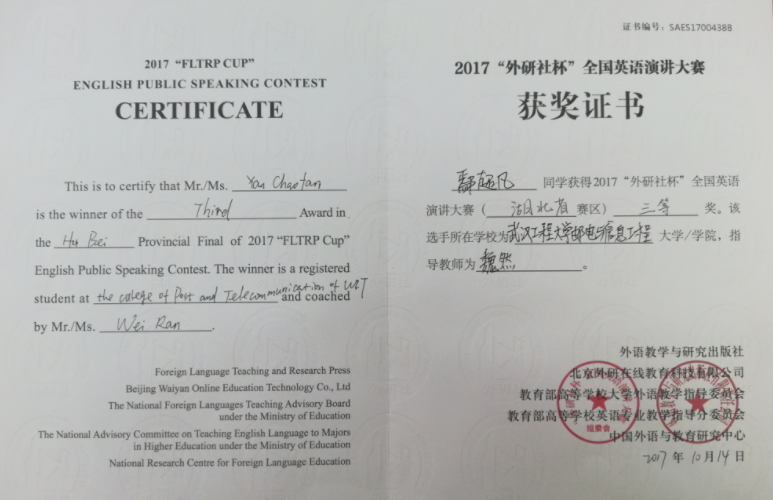 2017 “FLTRP CUP”
ENGLISH PUBLIC SPEAKING CONTEST
CERTIFICATE
This is to certify that Mr./Ms. Yan Chaofan
is the winner of the Third Award in
the Hu Bei Provincial Final of 2017 “FLTRP Cup”
English Public Speaking Contest. The winner is a registered
student at the college of Post and Telecommunication of WIT and coached
by Mr./Ms. Wei Ran.
Foreign Language Teaching and Research Press
Beijing Waiyan Online Education Technology Co., Ltd
The National Foreign Languages Teaching Advisory Board
under the Ministry of Education
The National Advisory Committee on Teaching English Language to Majors
in Higher Education under the Ministry of Education
National Research Centre for Foreign Language Education
证书编号：SAES17004388
2017“外研社杯”全国英语演讲大赛
获奖证书
超凡 同学获得2017“外研社杯”全国英语
演讲大赛（湖北省 赛区）三等 奖。该
选手所在学校为武汉工程大学邮电与信息工程 大学/学院，指
导教师为 魏然。
外语教学与研究出版社
北京外研在线教育科技有限公司
教育部高等学校大学外语教学指导委员会
教育部高等学校英语专业教学指导分委员会
中国外语与教育研究中心
2017年10月14日
组委会